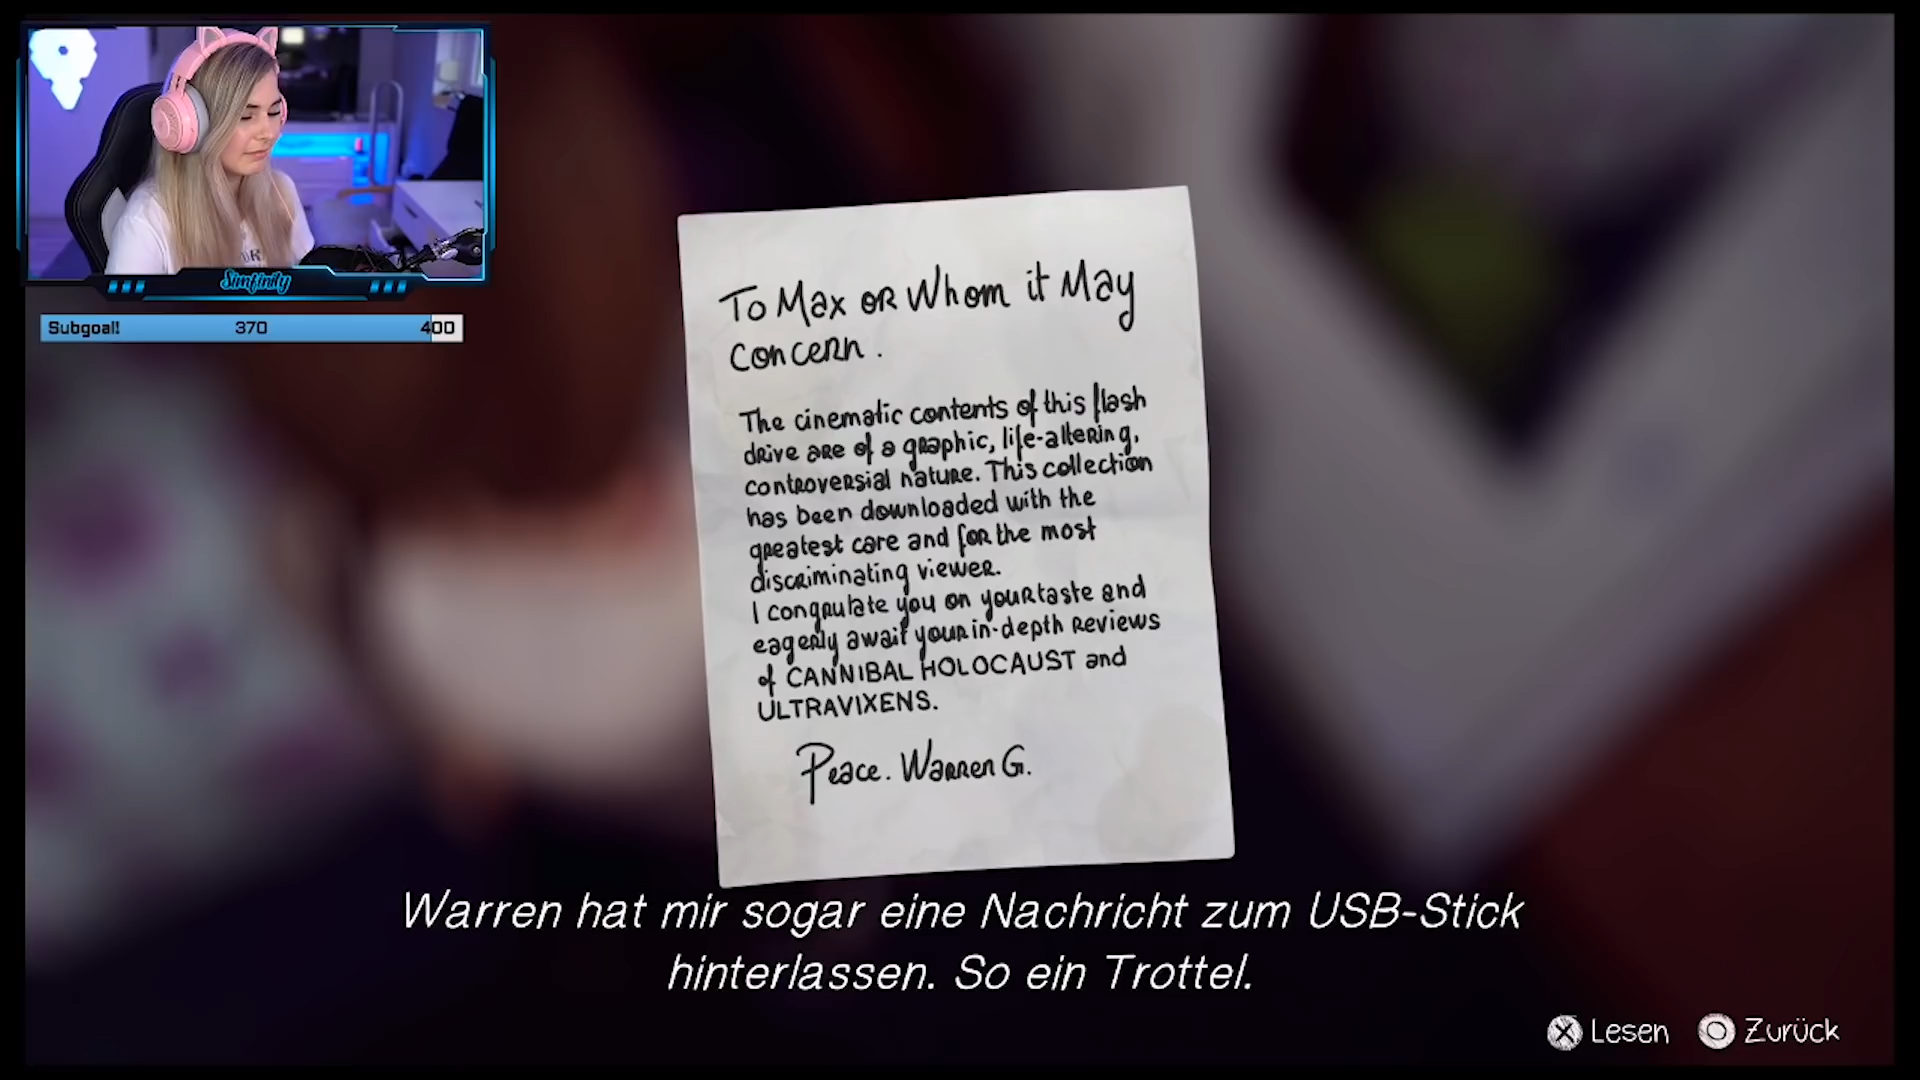 Simfinity
Subgoal! 370 400
To Max or Whom it May
Concern.
The cinematic contents of this flash
drive are of a graphic, life-altering,
controversial nature. This collection
has been downloaded with the
greatest care and for the most
discriminating viewer.
I congrulate you on your taste and
eagerly await your in-depth reviews
of CANNIBAL HOLOCAUST and
ULTRAVIXENS.
Peace. Warren G.
Warren hat mir sogar eine Nachricht zum USB-Stick
hinterlassen. So ein Trottel.
Lesen Zurück